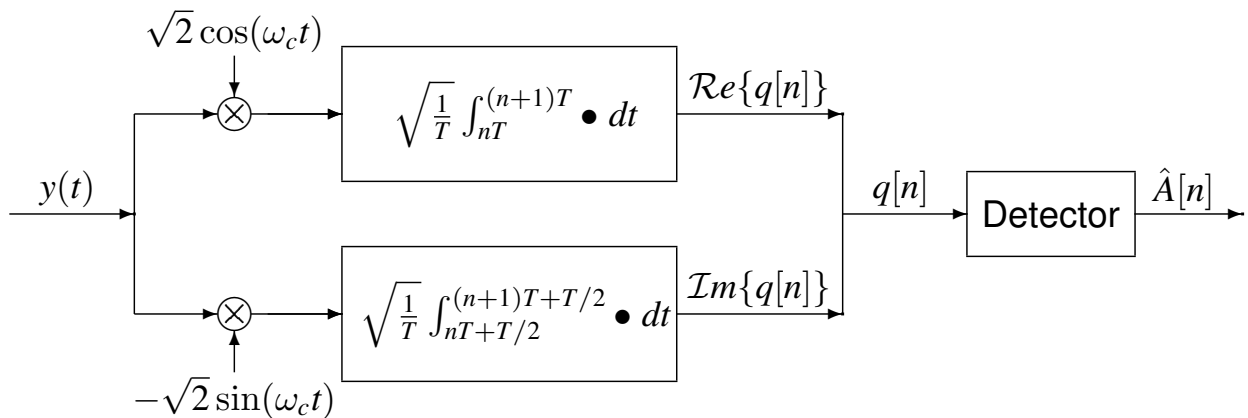 √2 cos(ω_c t)
√(1/T) ∫_{nT}^{(n+1)T} • dt
Re{q[n]}
y(t)
q[n]
Detector
Â[n]
√(1/T) ∫_{nT+T/2}^{(n+1)T+T/2} • dt
Im{q[n]}
−√2 sin(ω_c t)